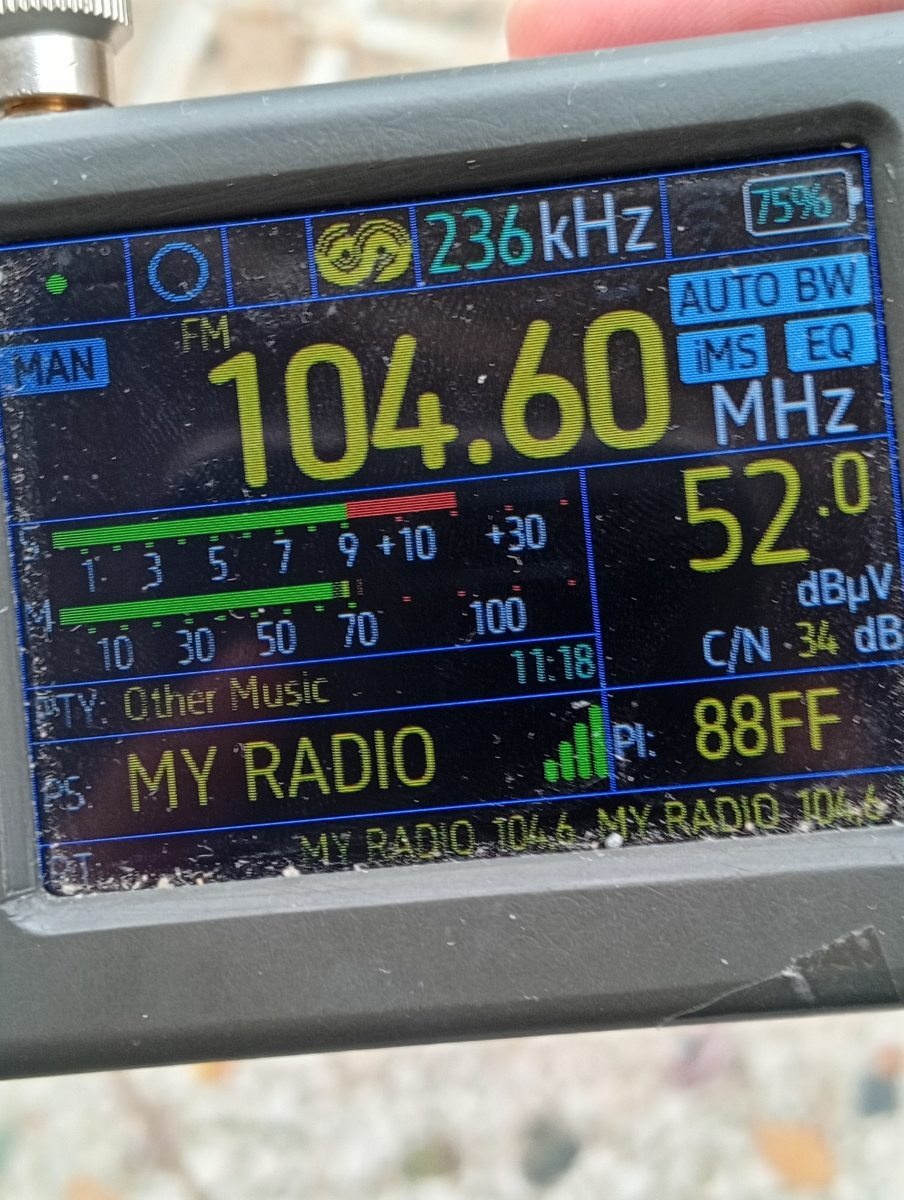 236 kHz 75%
AUTO BW
FM
MAN
iMS EQ
104.60 MHz
S
1 3 5 7 9 +10 +30
52.0
dBµV
M
10 30 50 70 100
C/N 34 dB
PTY: Other Music 11:18
PS: MY RADIO PI: 88FF
RT: MY RADIO 104.6 MY RADIO 104.6